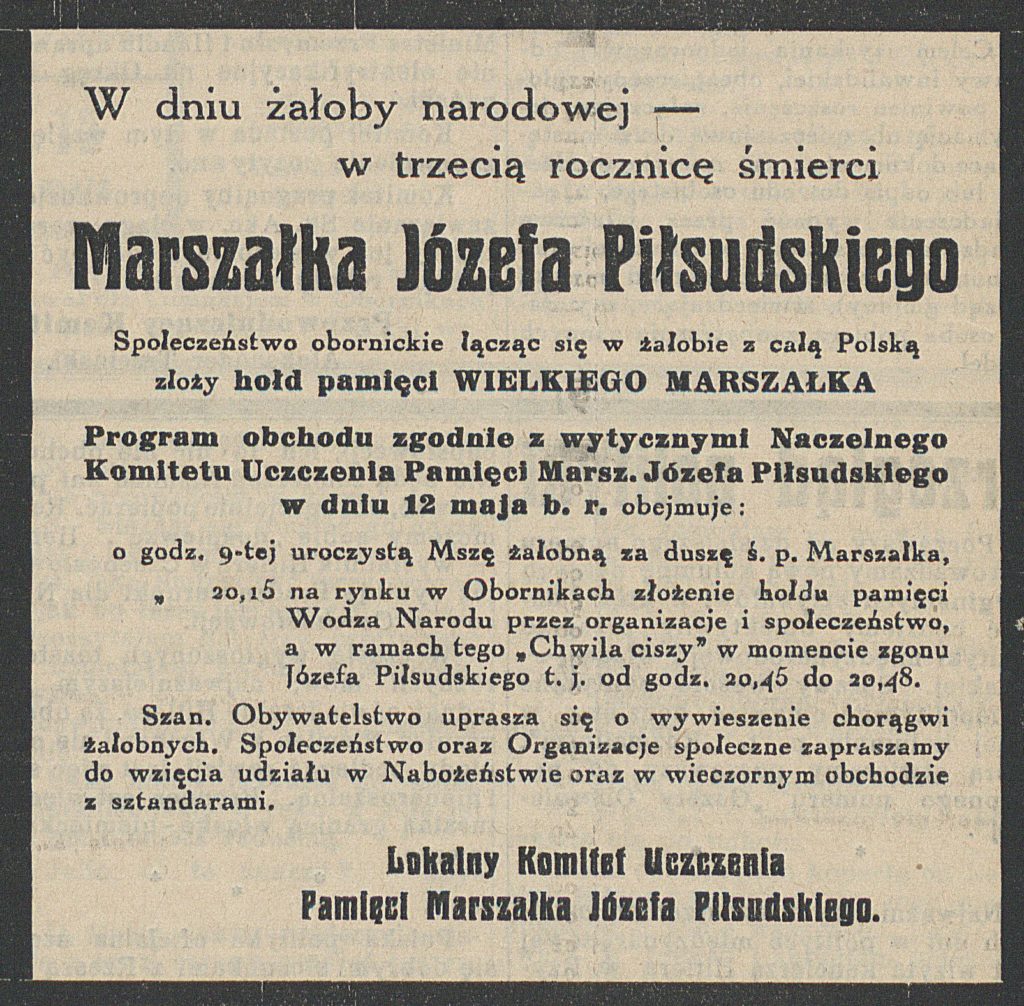 W dniu żałoby narodowej —
w trzecią rocznicę śmierci
Marszałka Józefa Piłsudskiego
Społeczeństwo obornickie łącząc się w żałobie z całą Polską
złoży hołd pamięci WIELKIEGO MARSZAŁKA
Program obchodu zgodnie z wytycznymi Naczelnego
Komitetu Uczczenia Pamięci Marsz. Józefa Piłsudskiego
w dniu 12 maja b. r. obejmuje:
o godz. 9-tej uroczystą Mszę żałobną za duszę ś. p. Marszałka,
„ 20,15 na rynku w Obornikach złożenie hołdu pamięci
Wodza Narodu przez organizacje i społeczeństwo,
a w ramach tego „Chwila ciszy” w momencie zgonu
Józefa Piłsudskiego t. j. od godz. 20,45 do 20,48.
Szan. Obywatelstwo uprasza się o wywieszenie chorągwi
żałobnych. Społeczeństwo oraz Organizacje społeczne zapraszamy
do wzięcia udziału w Nabożeństwie oraz w wieczornym obchodzie
z sztandarami.
Lokalny Komitet Uczczenia
Pamięci Marszałka Józefa Piłsudskiego.